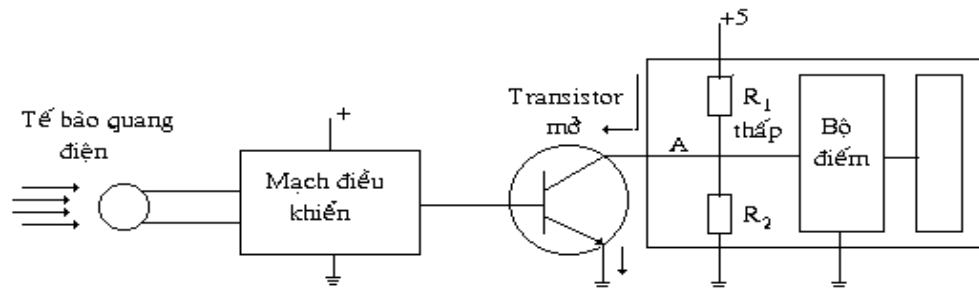 +5
Tế bào quang
điện
+
Mạch điều
khiển
Transistor
mở
A
R1
thấp
R2
Bộ
điếm